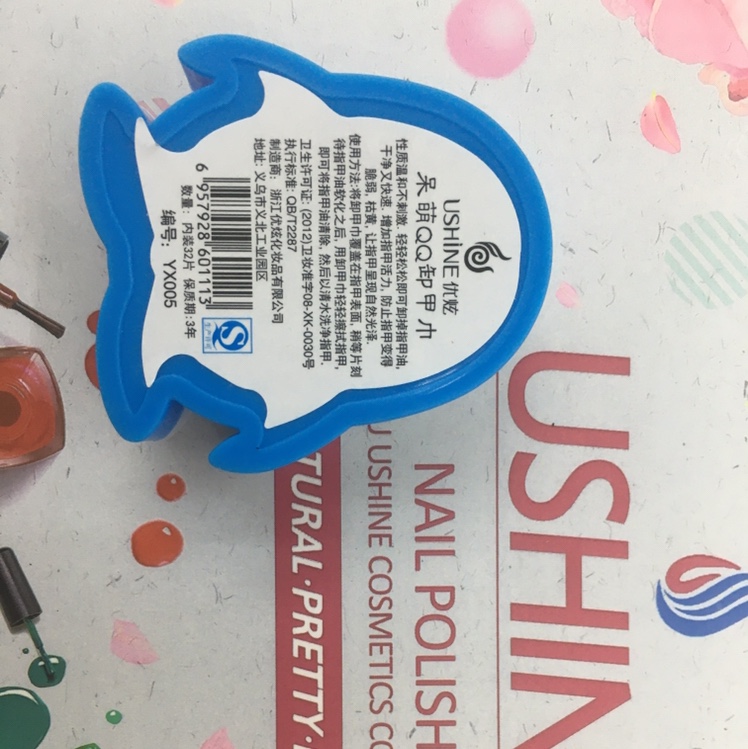 USHINE 优炫
呆萌QQ卸甲巾
性质温和不刺激. 轻轻松松即可卸掉指甲油,
干净又快速. 增加指甲活力, 防止指甲变得
脆弱, 枯黄, 让指甲呈现自然光泽.
使用方法:将卸甲巾覆盖在指甲表面, 稍等片刻
待指甲油软化之后, 用卸甲巾轻轻擦拭指甲,
即可将指甲油清除, 然后以清水洗净指甲.
卫生许可证: (2012)卫妆准字08-XK-0030号
执行标准: QB/T2287
制造商: 浙江优炫化妆品有限公司
地址: 义乌市义北工业园区
6 957928 601113
数量: 内装32片 保质期:3年
编号: YX005
USHIN
NAIL POLISH
U USHINE COSMETICS CO
TURAL·PRETTY·